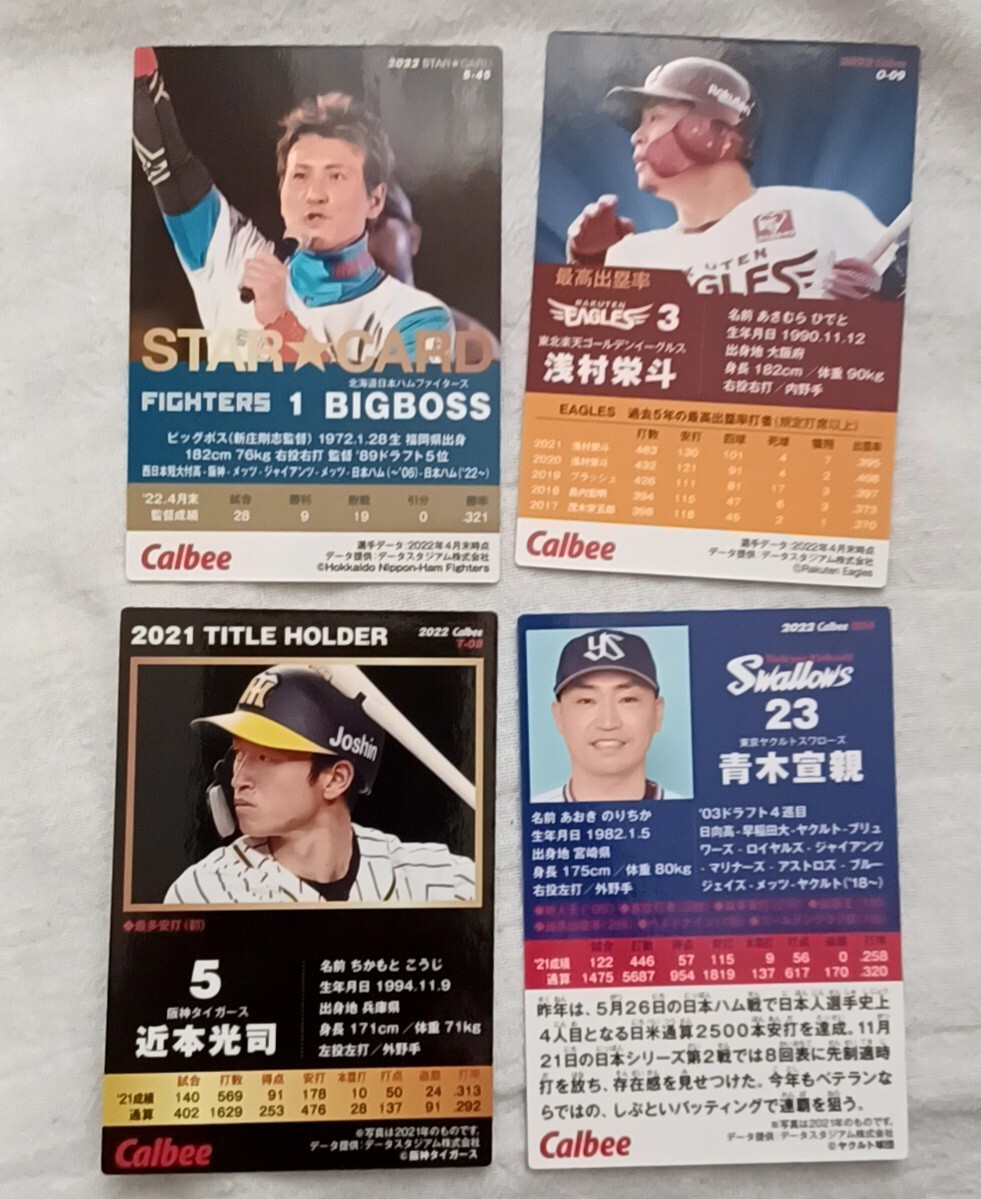 2022 STAR★CARD
S-45
STAR★CARD
北海道日本ハムファイターズ
FIGHTERS 1 BIGBOSS
ビッグボス(新庄剛志監督) 1972.1.28生 福岡県出身
182cm 76kg 右投右打 監督 '89ドラフト5位
西日本短大付高-阪神-メッツ-ジャイアンツ-メッツ-日本ハム(~'06)-日本ハム('22~)
'22.4月末 試合 勝利 敗戦 引分 勝率
監督成績 28 9 19 0 .321
Calbee
選手データ:2022年4月末時点
データ提供:データスタジアム株式会社
©Hokkaido Nippon-Ham Fighters
2022 Calbee
O-09
Rakuten
最高出塁率
RAKUTEN
EAGLES 3
東北楽天ゴールデンイーグルス
浅村栄斗
名前 あさむら ひでと
生年月日 1990.11.12
出身地 大阪府
身長 182cm/体重 90kg
右投右打/内野手
EAGLES 過去5年の最高出塁率打者(規定打席以上)
打数 安打 四球 死球 犠飛 出塁率
2021 浅村栄斗 483 130 101 4 7 .395
2020 浅村栄斗 432 121 91 4 2 .408
2019 ブラッシュ 426 111 81 17 3 .397
2018 島内宏明 394 115 47 6 3 .373
2017 茂木栄五郎 398 118 45 2 1 .370
Calbee
選手データ:2022年4月末時点
データ提供:データスタジアム株式会社
©Rakuten Eagles
2021 TITLE HOLDER
2022 Calbee
Joshin
◆最多安打(初)
5
阪神タイガース
近本光司
名前 ちかもと こうじ
生年月日 1994.11.9
出身地 兵庫県
身長 171cm/体重 71kg
左投左打/外野手
試合 打数 得点 安打 本塁打 打点 盗塁 打率
'21成績 140 569 91 178 10 50 24 .313
通算 402 1629 253 476 28 137 91 .292
Calbee
※写真は2021年のものです。
データ提供:データスタジアム株式会社
©阪神タイガース
2022 Calbee
Swallows
23
東京ヤクルトスワローズ
青木宣親
名前 あおき のりちか
生年月日 1982.1.5
出身地 宮崎県
身長 175cm/体重 80kg
右投左打/外野手
'03ドラフト4巡目
日向高-早稲田大-ヤクルト-ブリュ
ワーズ-ロイヤルズ-ジャイアンツ
-マリナーズ-アストロズ-ブルー
ジェイズ-メッツ-ヤクルト('18~)
試合 打数 得点 安打 本塁打 打点 盗塁 打率
'21成績 122 446 57 115 9 56 0 .258
通算 1475 5687 954 1819 137 617 170 .320
昨年は、5月26日の日本ハム戦で日本人選手史上
4人目となる日米通算2500本安打を達成。11月
21日の日本シリーズ第2戦では8回表に先制適時
打を放ち、存在感を見せつけた。今年もベテランな
らではの、しぶといバッティングで連覇を狙う。
Calbee
※写真は2021年のものです。
データ提供:データスタジアム株式会社
©ヤクルト球団